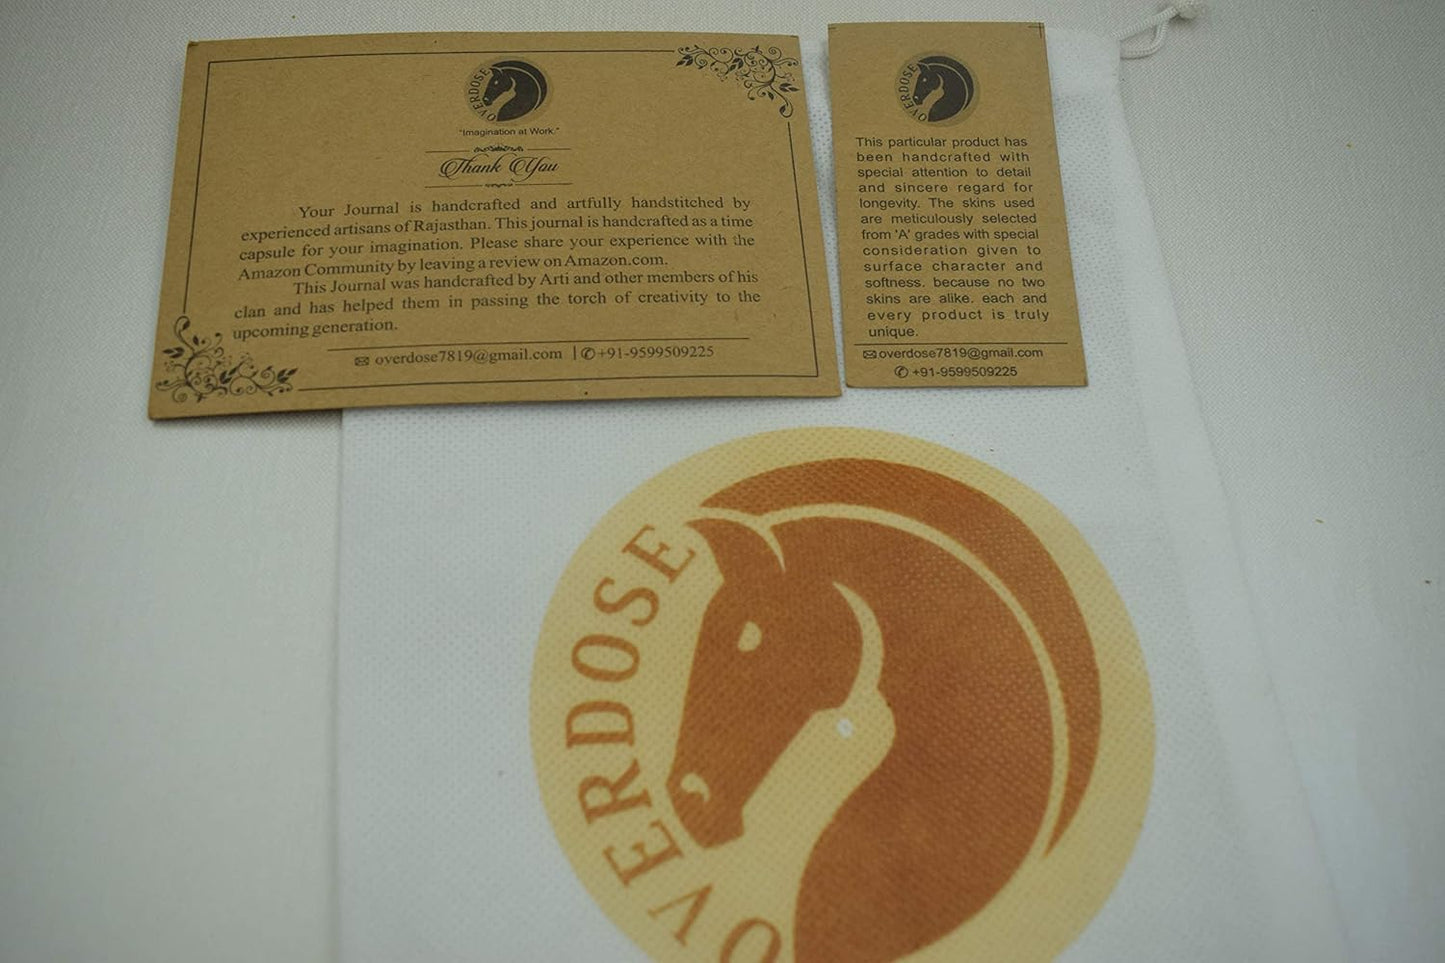 OVERDOSE
"Imagination at Work."
Thank You
Your Journal is handcrafted and artfully handstitched by
experienced artisans of Rajasthan. This journal is handcrafted as a time
capsule for your imagination. Please share your experience with the
Amazon Community by leaving a review on Amazon.com.
This Journal was handcrafted by Arti and other members of his
clan and has helped them in passing the torch of creativity to the
upcoming generation.
overdose7819@gmail.com | +91-9599509225
OVERDOSE
This particular product has
been handcrafted with
special attention to detail
and sincere regard for
longevity. The skins used
are meticulously selected
from 'A' grades with special
consideration given to
surface character and
softness. because no two
skins are alike. each and
every product is truly
unique.
overdose7819@gmail.com
+91-9599509225
OVERDOSE